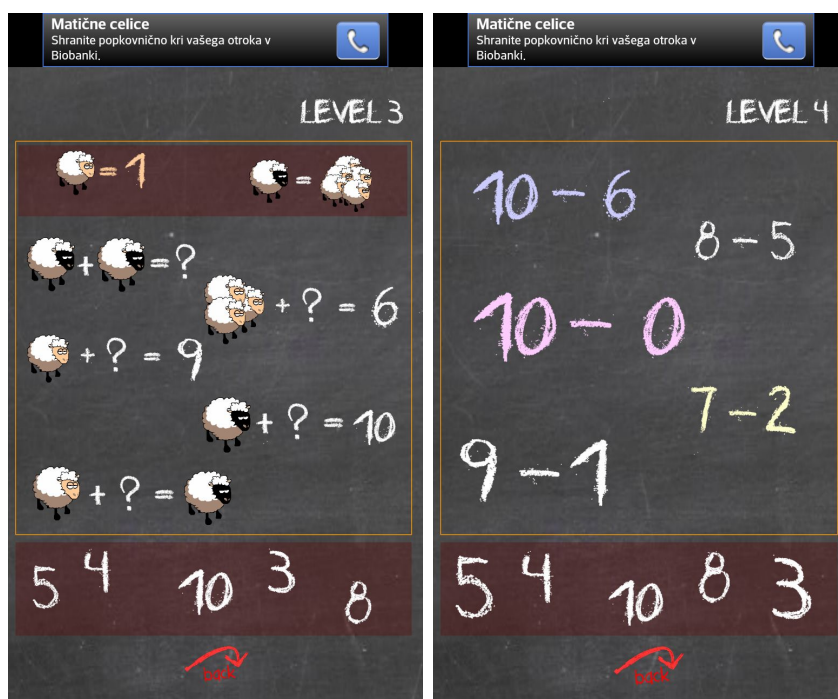 Matične celice
Shranite popkovnično kri vašega otroka v
Biobanki.
LEVEL 3
= 1
=
+ = ?
+ ? = 6
+ ? = 9
+ ? = 10
+ ? =
5 4 10 3 8
back
Matične celice
Shranite popkovnično kri vašega otroka v
Biobanki.
LEVEL 4
10 - 6
8 - 5
10 - 0
7 - 2
9 - 1
5 4 10 8 3
back